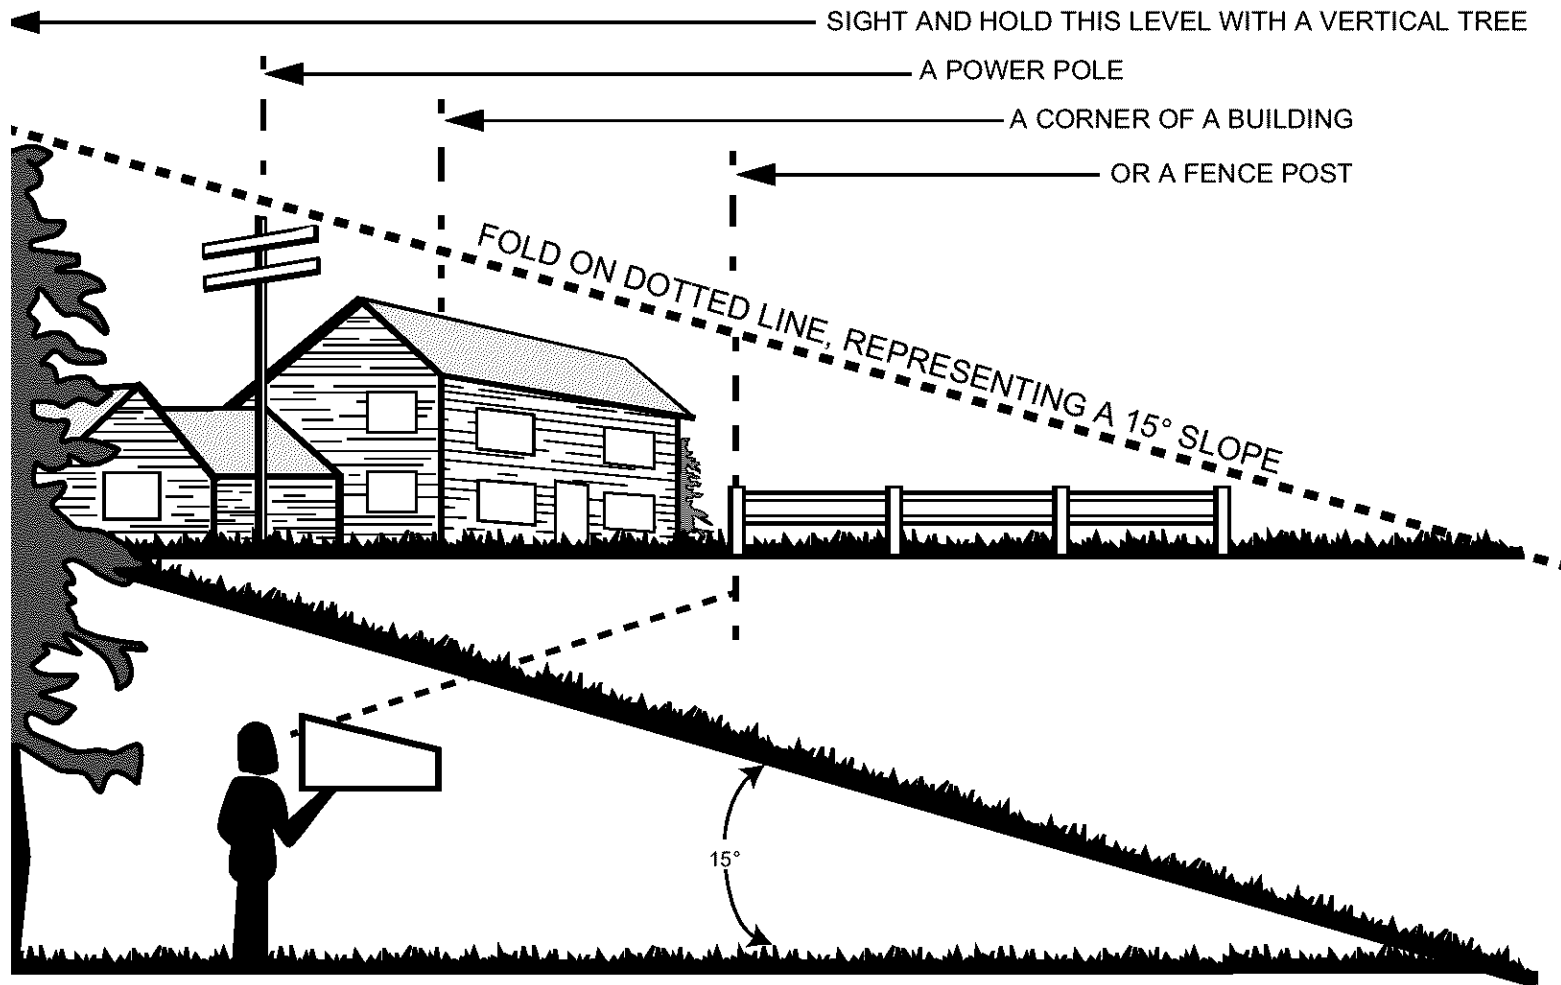 SIGHT AND HOLD THIS LEVEL WITH A VERTICAL TREE
A POWER POLE
A CORNER OF A BUILDING
OR A FENCE POST
FOLD ON DOTTED LINE, REPRESENTING A 15° SLOPE
15°